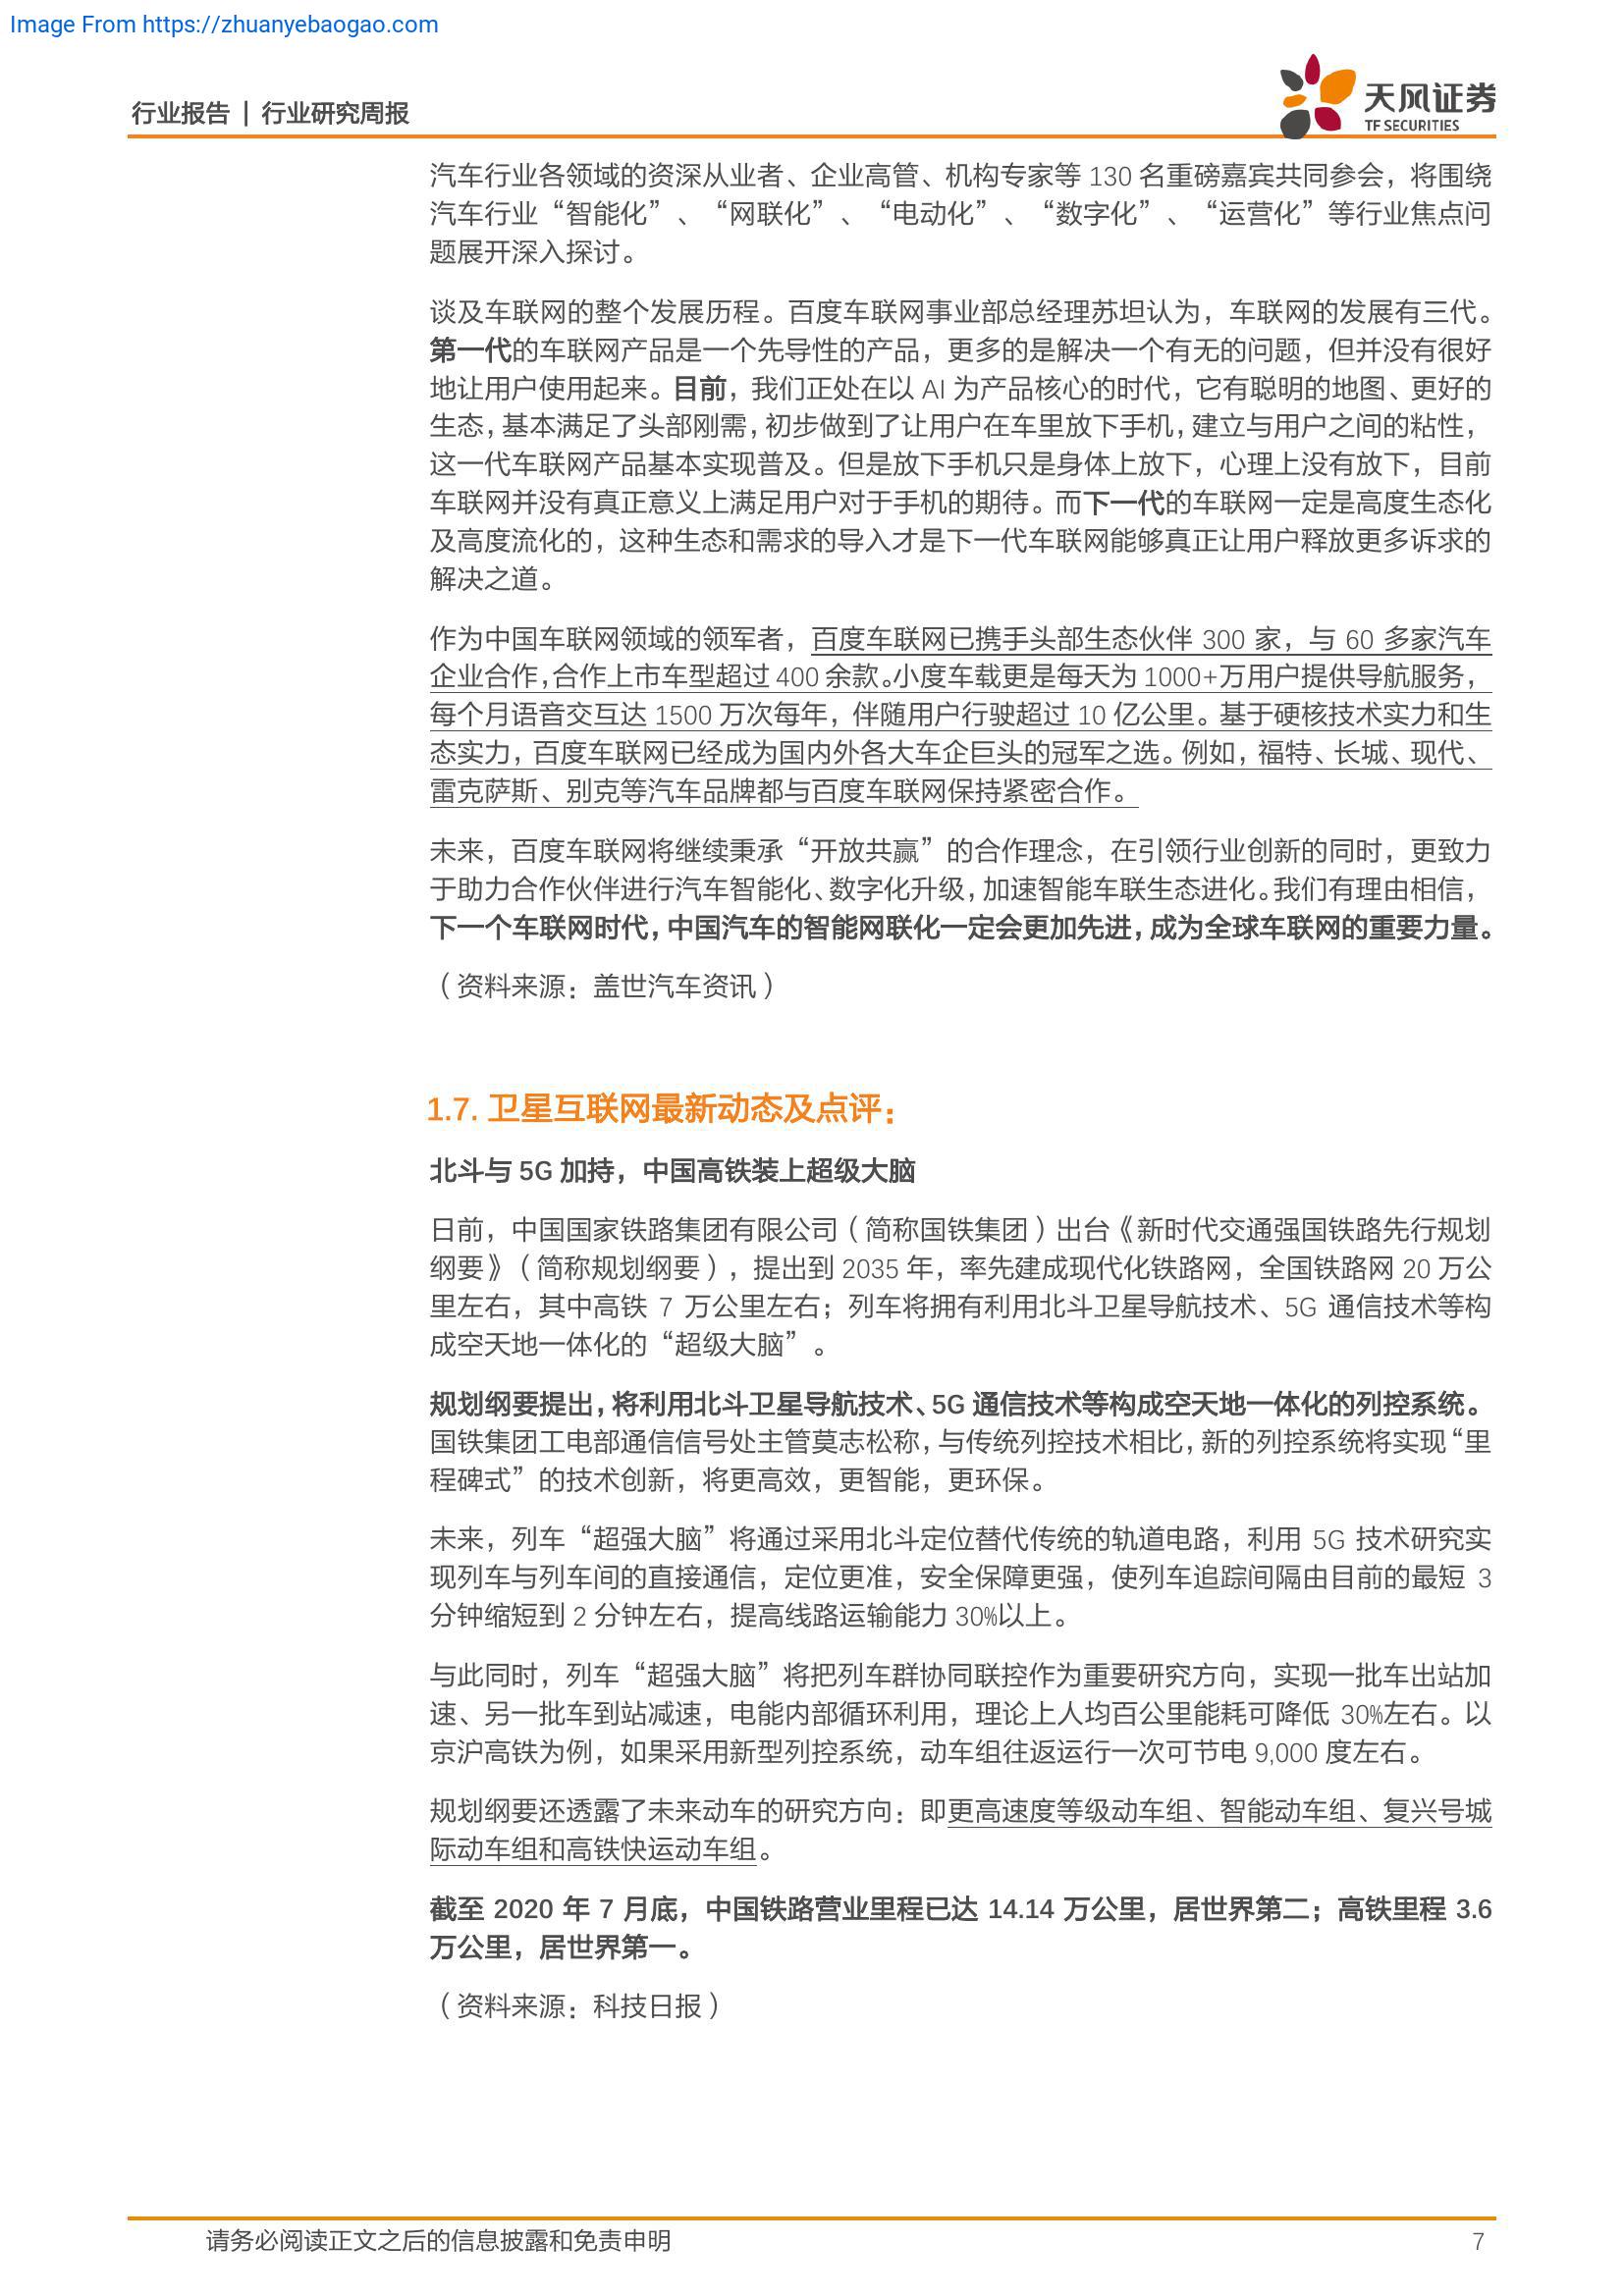 Image From https://zhuanyebaogao.com
行业报告 | 行业研究周报
天风证券
TF SECURITIES
汽车行业各领域的资深从业者、企业高管、机构专家等 130 名重磅嘉宾共同参会，将围绕
汽车行业“智能化”、“网联化”、“电动化”、“数字化”、“运营化”等行业焦点问
题展开深入探讨。
谈及车联网的整个发展历程。百度车联网事业部总经理苏坦认为，车联网的发展有三代。
第一代的车联网产品是一个先导性的产品，更多的是解决一个有无的问题，但并没有很好
地让用户使用起来。目前，我们正处在以 AI 为产品核心的时代，它有聪明的地图、更好的
生态，基本满足了头部刚需，初步做到了让用户在车里放下手机，建立与用户之间的粘性，
这一代车联网产品基本实现普及。但是放下手机只是身体上放下，心理上没有放下，目前
车联网并没有真正意义上满足用户对于手机的期待。而下一代的车联网一定是高度生态化
及高度流化的，这种生态和需求的导入才是下一代车联网能够真正让用户释放更多诉求的
解决之道。
作为中国车联网领域的领军者，百度车联网已携手头部生态伙伴 300 家，与 60 多家汽车
企业合作，合作上市车型超过 400 余款。小度车载更是每天为 1000+万用户提供导航服务，
每个月语音交互达 1500 万次每年，伴随用户行驶超过 10 亿公里。基于硬核技术实力和生
态实力，百度车联网已经成为国内外各大车企巨头的冠军之选。例如，福特、长城、现代、
雷克萨斯、别克等汽车品牌都与百度车联网保持紧密合作。
未来，百度车联网将继续秉承“开放共赢”的合作理念，在引领行业创新的同时，更致力
于助力合作伙伴进行汽车智能化、数字化升级，加速智能车联生态进化。我们有理由相信，
下一个车联网时代，中国汽车的智能网联化一定会更加先进，成为全球车联网的重要力量。
（资料来源：盖世汽车资讯）
1.7. 卫星互联网最新动态及点评：
北斗与 5G 加持，中国高铁装上超级大脑
日前，中国国家铁路集团有限公司（简称国铁集团）出台《新时代交通强国铁路先行规划
纲要》（简称规划纲要），提出到 2035 年，率先建成现代化铁路网，全国铁路网 20 万公
里左右，其中高铁 7 万公里左右；列车将拥有利用北斗卫星导航技术、5G 通信技术等构
成空天地一体化的“超级大脑”。
规划纲要提出，将利用北斗卫星导航技术、5G 通信技术等构成空天地一体化的列控系统。
国铁集团工电部通信信号处主管莫志松称，与传统列控技术相比，新的列控系统将实现“里
程碑式”的技术创新，将更高效，更智能，更环保。
未来，列车“超强大脑”将通过采用北斗定位替代传统的轨道电路，利用 5G 技术研究实
现列车与列车间的直接通信，定位更准，安全保障更强，使列车追踪间隔由目前的最短 3
分钟缩短到 2 分钟左右，提高线路运输能力 30%以上。
与此同时，列车“超强大脑”将把列车群协同联控作为重要研究方向，实现一批车出站加
速、另一批车到站减速，电能内部循环利用，理论上人均百公里能耗可降低 30%左右。以
京沪高铁为例，如果采用新型列控系统，动车组往返运行一次可节电 9,000 度左右。
规划纲要还透露了未来动车的研究方向：即更高速度等级动车组、智能动车组、复兴号城
际动车组和高铁快运动车组。
截至 2020 年 7 月底，中国铁路营业里程已达 14.14 万公里，居世界第二；高铁里程 3.6
万公里，居世界第一。
（资料来源：科技日报）
请务必阅读正文之后的信息披露和免责申明
7